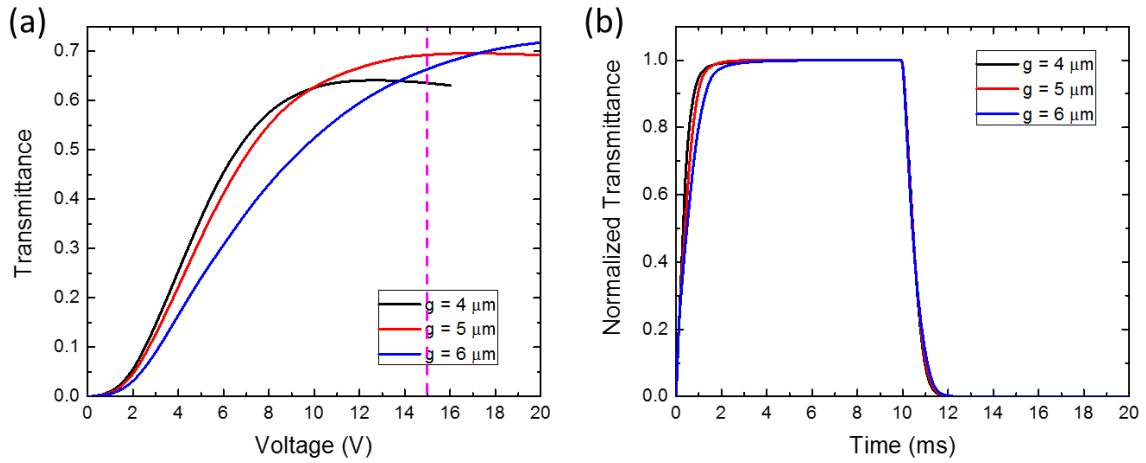 (a)
0.7
0.6
0.5
0.4
0.3
0.2
0.1
0.0
Transmittance
0 2 4 6 8 10 12 14 16 18 20
Voltage (V)
g = 4 μm
g = 5 μm
g = 6 μm
(b)
1.0
0.8
0.6
0.4
0.2
0.0
Normalized Transmittance
0 2 4 6 8 10 12 14 16 18 20
Time (ms)
g = 4 μm
g = 5 μm
g = 6 μm